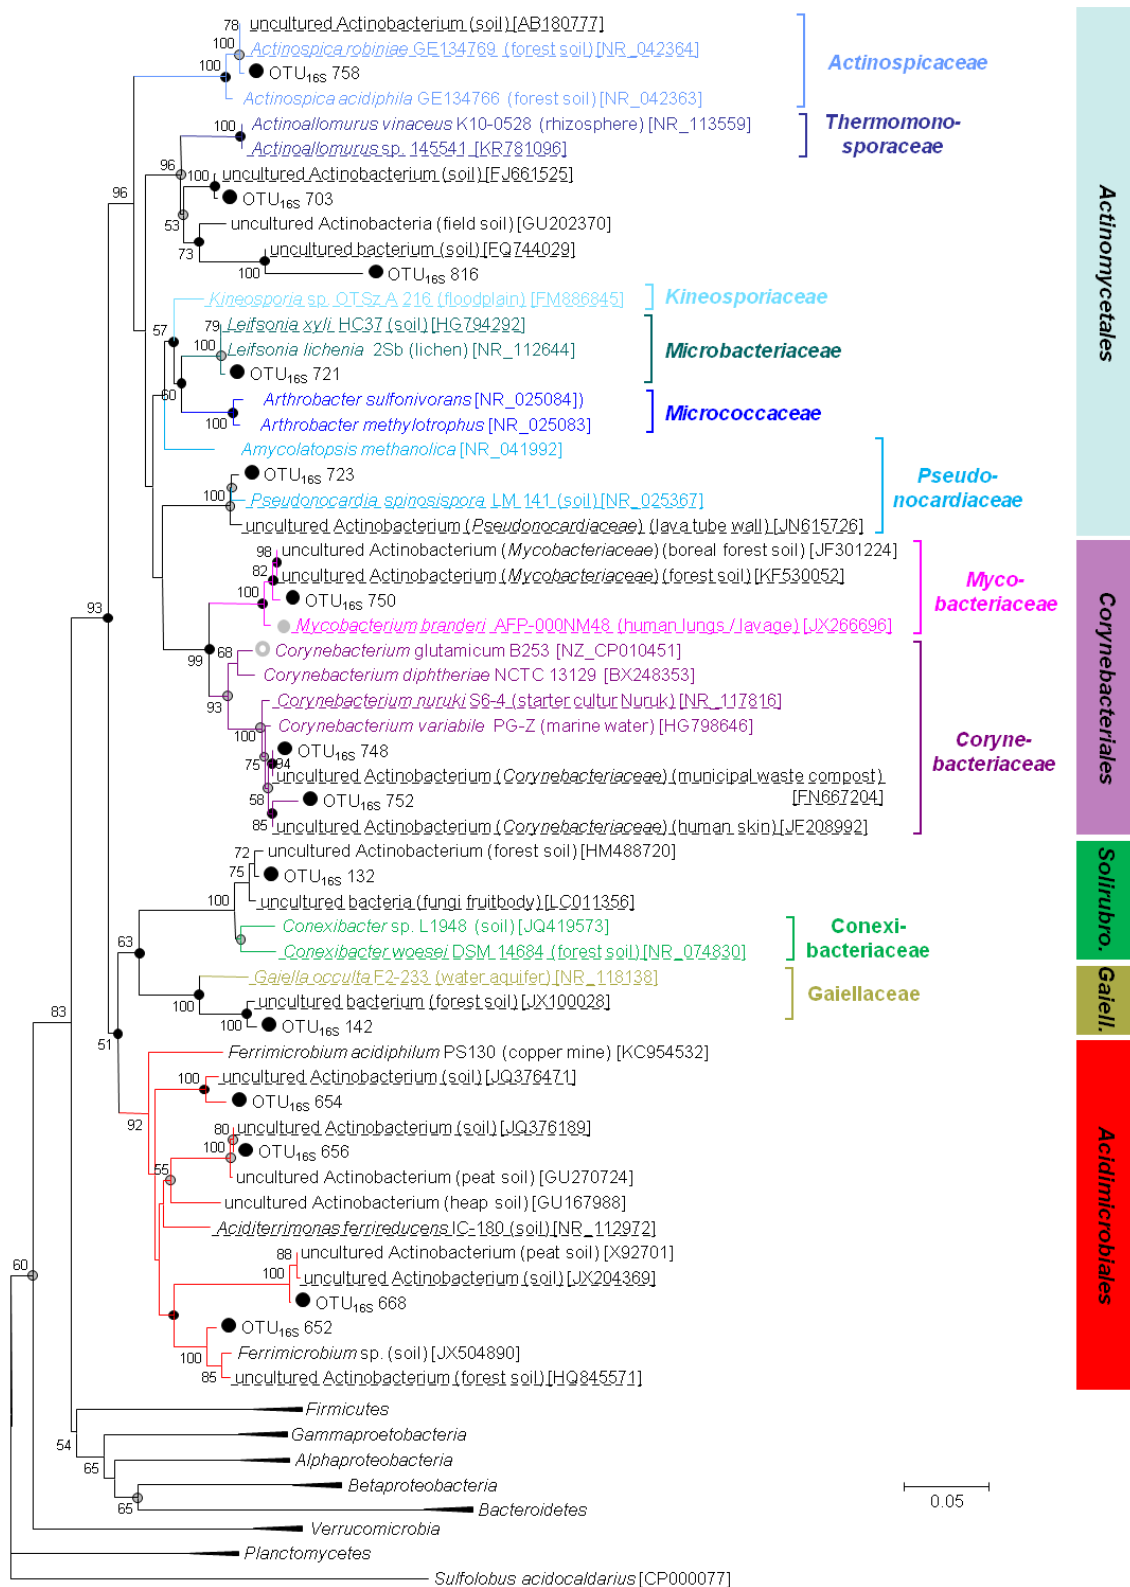 78
uncultured Actinobacterium (soil) [AB180777]
100
Actinospica robiniae GE134769 (forest soil) [NR_042364]
100
OTU16S 758
Actinospicaceae
Actinospica acidiphila GE134766 (forest soil) [NR_042363]
100
Actinoallomurus vinaceus K10-0528 (rhizosphere) [NR_113559]
Actinoallomurus sp. 145541 [KR781096]
Thermomono-
sporaceae
96
100
uncultured Actinobacterium (soil) [FJ661525]
96
OTU16S 703
53
uncultured Actinobacteria (field soil) [GU202370]
73
uncultured bacterium (soil) [FQ744029]
100
OTU16S 816
Actinomycetales
Kineosporia sp. OTSz A 216 (floodplain) [FM886845]
Kineosporiaceae
57
79
Leifsonia xyli HC37 (soil) [HG794292]
100
Leifsonia lichenia 2Sb (lichen) [NR_112644]
Microbacteriaceae
OTU16S 721
60
Arthrobacter sulfonivorans [NR_025084])
100
Arthrobacter methylotrophus [NR_025083]
Micrococcaceae
Amycolatopsis methanolica [NR_041992]
OTU16S 723
100
Pseudonocardia spinosispora LM 141 (soil) [NR_025367]
Pseudo-
nocardiaceae
uncultured Actinobacterium (Pseudonocardiaceae) (lava tube wall) [JN615726]
98
uncultured Actinobacterium (Mycobacteriaceae) (boreal forest soil) [JF301224]
82
uncultured Actinobacterium (Mycobacteriaceae) (forest soil) [KF530052]
100
OTU16S 750
Myco-
bacteriaceae
93
Mycobacterium branderi AFP-000NM48 (human lungs / lavage) [JX266696]
99
68
Corynebacterium glutamicum B253 [NZ_CP010451]
Corynebacterium diphtheriae NCTC 13129 [BX248353]
93
Corynebacterium nuruki S6-4 (starter cultur Nuruk) [NR_117816]
100
Corynebacterium variabile PG-Z (marine water) [HG798646]
Coryne-
bacteriaceae
Corynebacteriales
OTU16S 748
75
94
uncultured Actinobacterium (Corynebacteriaceae) (municipal waste compost)
[FN667204]
58
OTU16S 752
85
uncultured Actinobacterium (Corynebacteriaceae) (human skin) [JF208992]
72
uncultured Actinobacterium (forest soil) [HM488720]
75
OTU16S 132
100
uncultured bacteria (fungi fruitbody) [LC011356]
Solirubro.
Conexibacter sp. L1948 (soil) [JQ419573]
Conexibacter woesei DSM 14684 (forest soil) [NR_074830]
Conexi-
bacteriaceae
63
Gaiella occulta F2-233 (water aquifer) [NR_118138]
100
uncultured bacterium (forest soil) [JX100028]
Gaiellaceae
100
OTU16S 142
Gaiell.
83
51
Ferrimicrobium acidiphilum PS130 (copper mine) [KC954532]
100
uncultured Actinobacterium (soil) [JQ376471]
OTU16S 654
92
80
uncultured Actinobacterium (soil) [JQ376189]
100
OTU16S 656
55
uncultured Actinobacterium (peat soil) [GU270724]
uncultured Actinobacterium (heap soil) [GU167988]
Aciditerrimonas ferrireducens IC-180 (soil) [NR_112972]
Acidimicrobiales
88
uncultured Actinobacterium (peat soil) [X92701]
100
uncultured Actinobacterium (soil) [JX204369]
60
OTU16S 668
OTU16S 652
100
Ferrimicrobium sp. (soil) [JX504890]
85
uncultured Actinobacterium (forest soil) [HQ845571]
Firmicutes
54
Gammaproetobacteria
65
Alphaproteobacteria
Betaproteobacteria
65
Bacteroidetes
0.05
Verrucomicrobia
Planctomycetes
Sulfolobus acidocaldarius [CP000077]